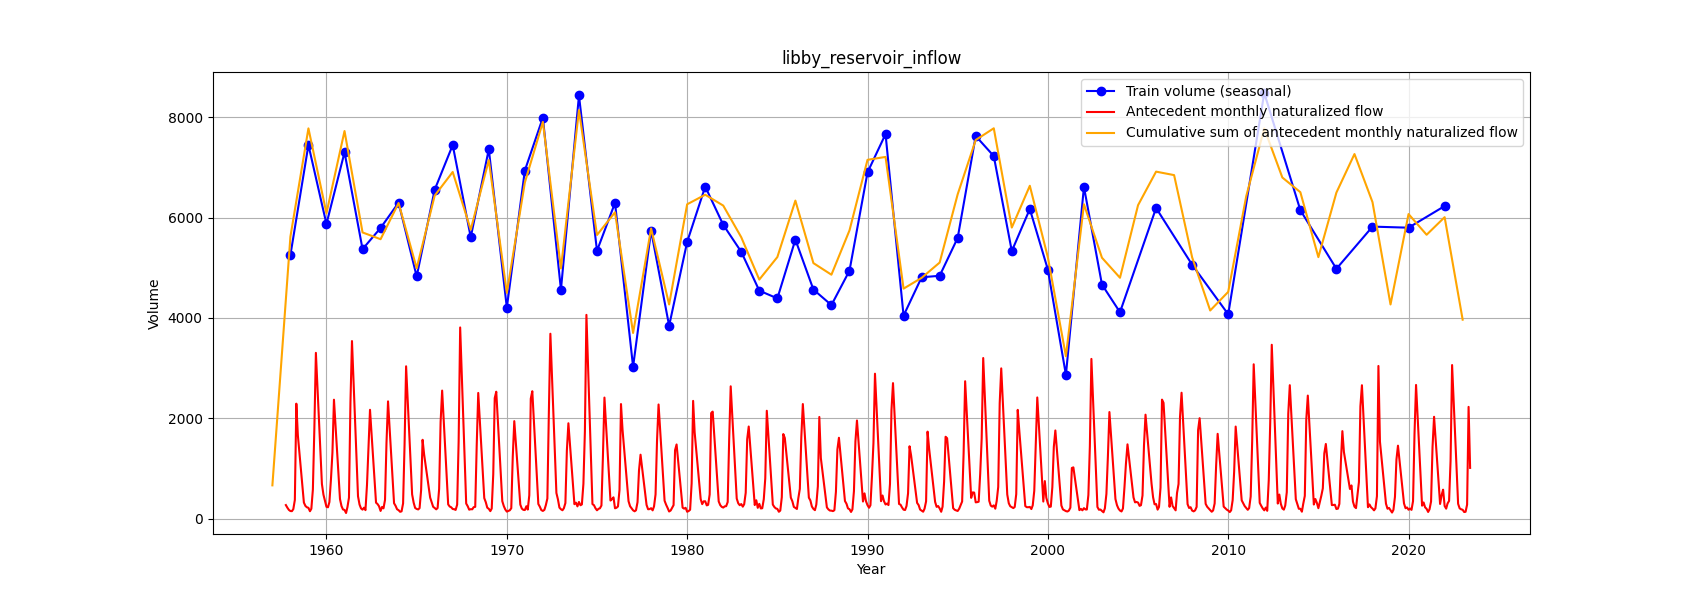 libby_reservoir_inflow
Train volume (seasonal)
Antecedent monthly naturalized flow
Cumulative sum of antecedent monthly naturalized flow
Volume
8000
6000
4000
2000
0
1960 1970 1980 1990 2000 2010 2020
Year